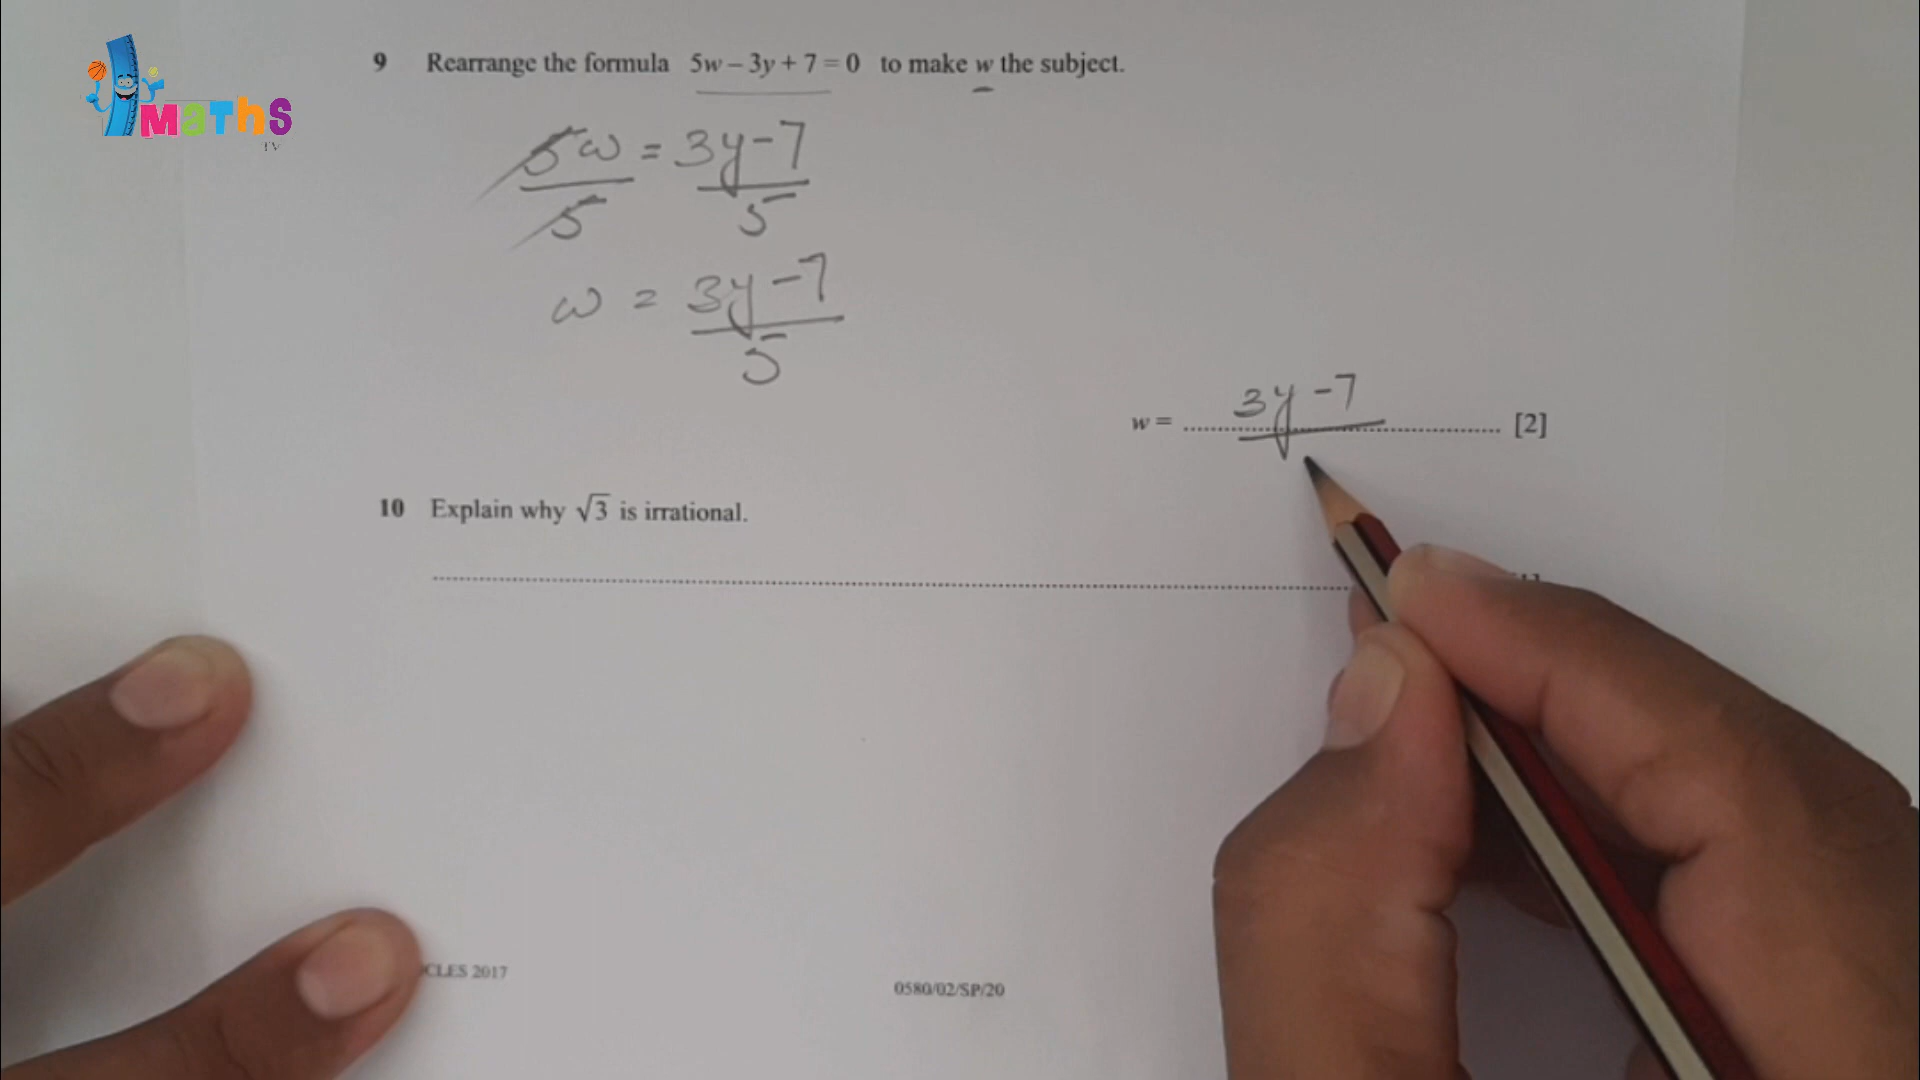 MaThS
TV
9 Rearrange the formula 5w – 3y + 7 = 0 to make w the subject.
5w = 3y - 7
5 5
w = 3y - 7
5
3y - 7
w = [2]
10 Explain why √3 is irrational.
CLES 2017
0580/02/SP/20